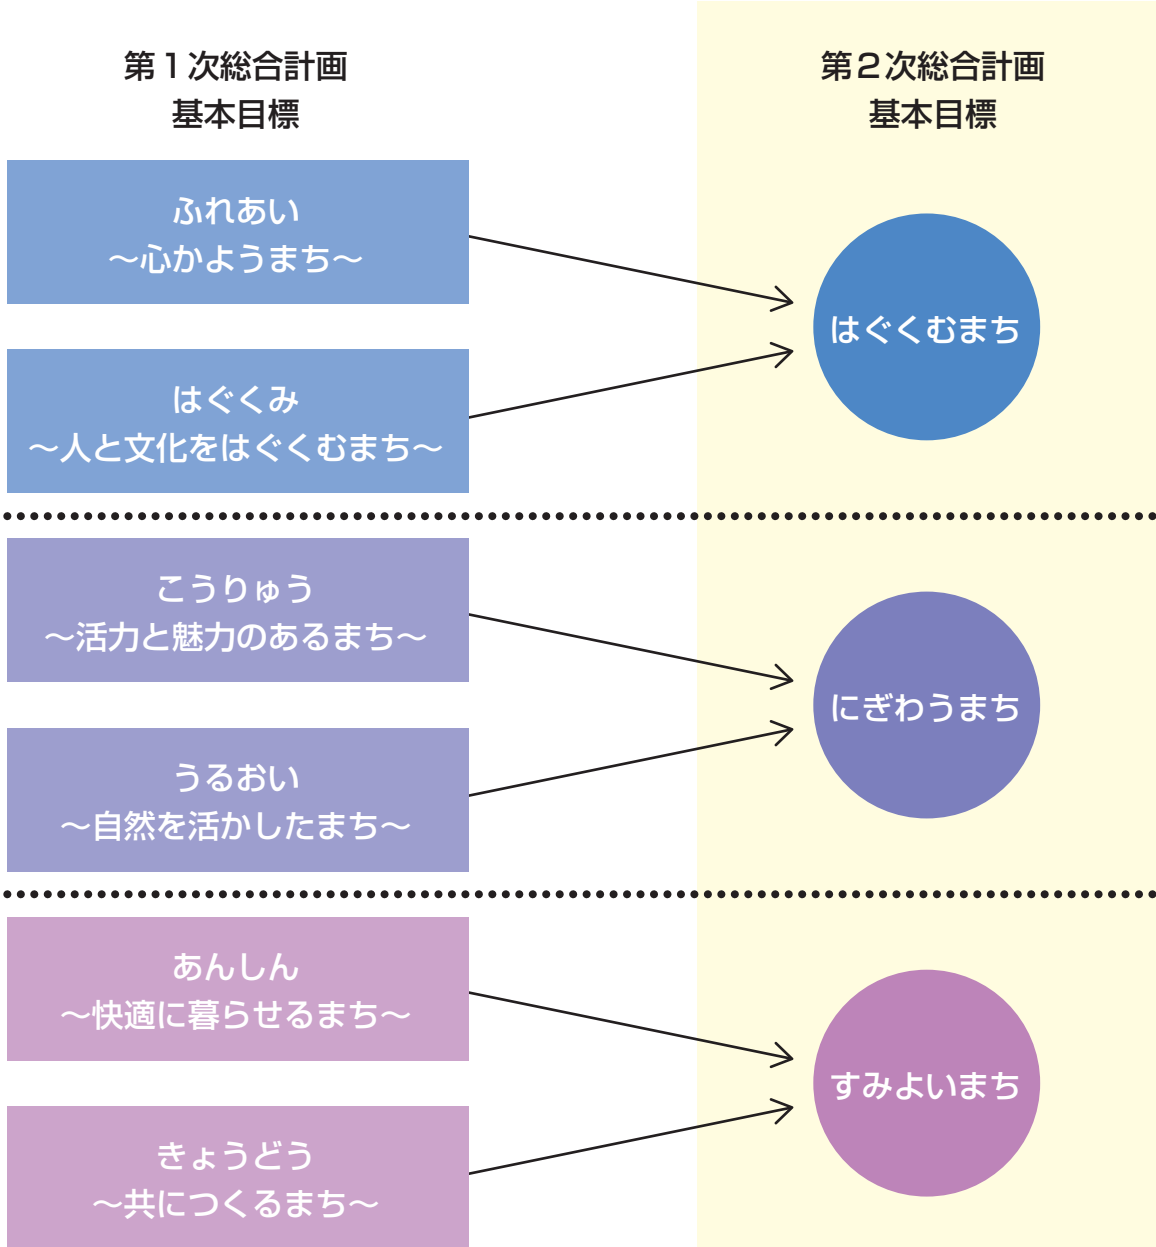 第１次総合計画
基本目標
第２次総合計画
基本目標
ふれあい
～心かようまち～
はぐくみ
～人と文化をはぐくむまち～
はぐくむまち
こうりゅう
～活力と魅力のあるまち～
うるおい
～自然を活かしたまち～
にぎわうまち
あんしん
～快適に暮らせるまち～
きょうどう
～共につくるまち～
すみよいまち